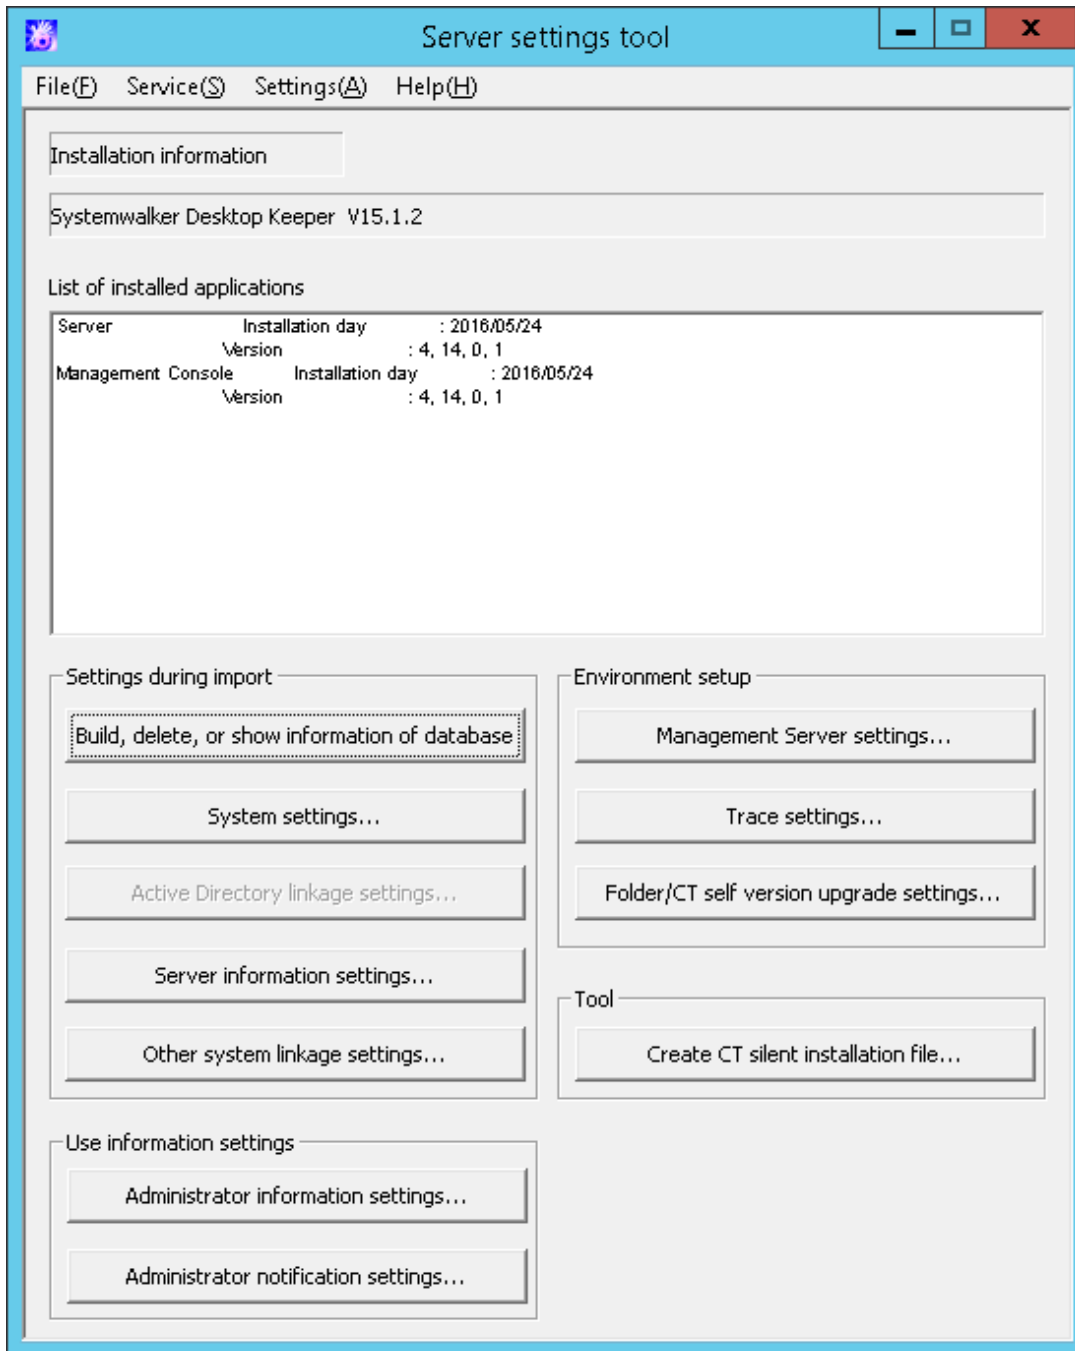 Server settings tool
File(F) Service(S) Settings(A) Help(H)
Installation information
Systemwalker Desktop Keeper V15.1.2
List of installed applications
Server Installation day : 2016/05/24
Version : 4, 14, 0, 1
Management Console Installation day : 2016/05/24
Version : 4, 14, 0, 1
Settings during import
Build, delete, or show information of database
System settings...
Active Directory linkage settings...
Server information settings...
Other system linkage settings...
Environment setup
Management Server settings...
Trace settings...
Folder/CT self version upgrade settings...
Tool
Create CT silent installation file...
Use information settings
Administrator information settings...
Administrator notification settings...